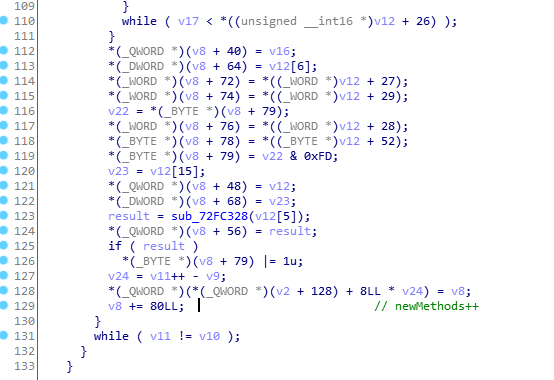 109 }
110 while ( v17 < *((unsigned __int16 *)v12 + 26) );
111 }
112 *(_QWORD *)(v8 + 40) = v16;
113 *(_DWORD *)(v8 + 64) = v12[6];
114 *(_WORD *)(v8 + 72) = *((_WORD *)v12 + 27);
115 *(_WORD *)(v8 + 74) = *((_WORD *)v12 + 29);
116 v22 = *(_BYTE *)(v8 + 79);
117 *(_WORD *)(v8 + 76) = *((_WORD *)v12 + 28);
118 *(_BYTE *)(v8 + 78) = *((_BYTE *)v12 + 52);
119 *(_BYTE *)(v8 + 79) = v22 & 0xFD;
120 v23 = v12[15];
121 *(_QWORD *)(v8 + 48) = v12;
122 *(_DWORD *)(v8 + 68) = v23;
123 result = sub_72FC328(v12[5]);
124 *(_QWORD *)(v8 + 56) = result;
125 if ( result )
126 *(_BYTE *)(v8 + 79) |= 1u;
127 v24 = v11++ - v9;
128 *(_QWORD *)(*(_QWORD *)(v2 + 128) + 8LL * v24) = v8;
129 v8 += 80LL; // newMethods++
130 }
131 while ( v11 != v10 );
132 }
133 }